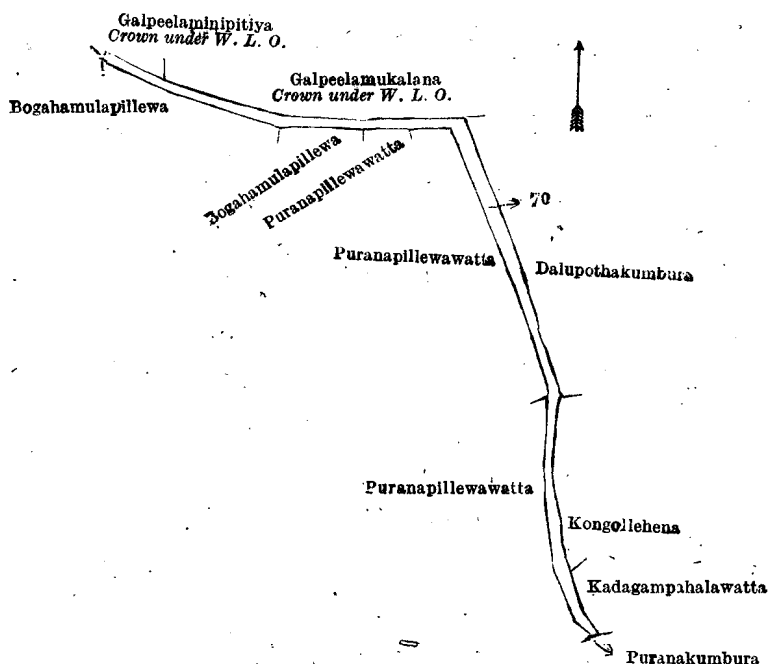 Galpeelaminipitiya
Crown under W. L. O.
Galpeelamukalana
Crown under W. L. O.
Bogahamulapillewa
Bogahamulapillewa
Puranapillewawatta
70
Puranapillewawatta
Dalupothakumbura
Puranapillewawatta
Kongollehena
Kadagampahalawatta
Puranakumbura